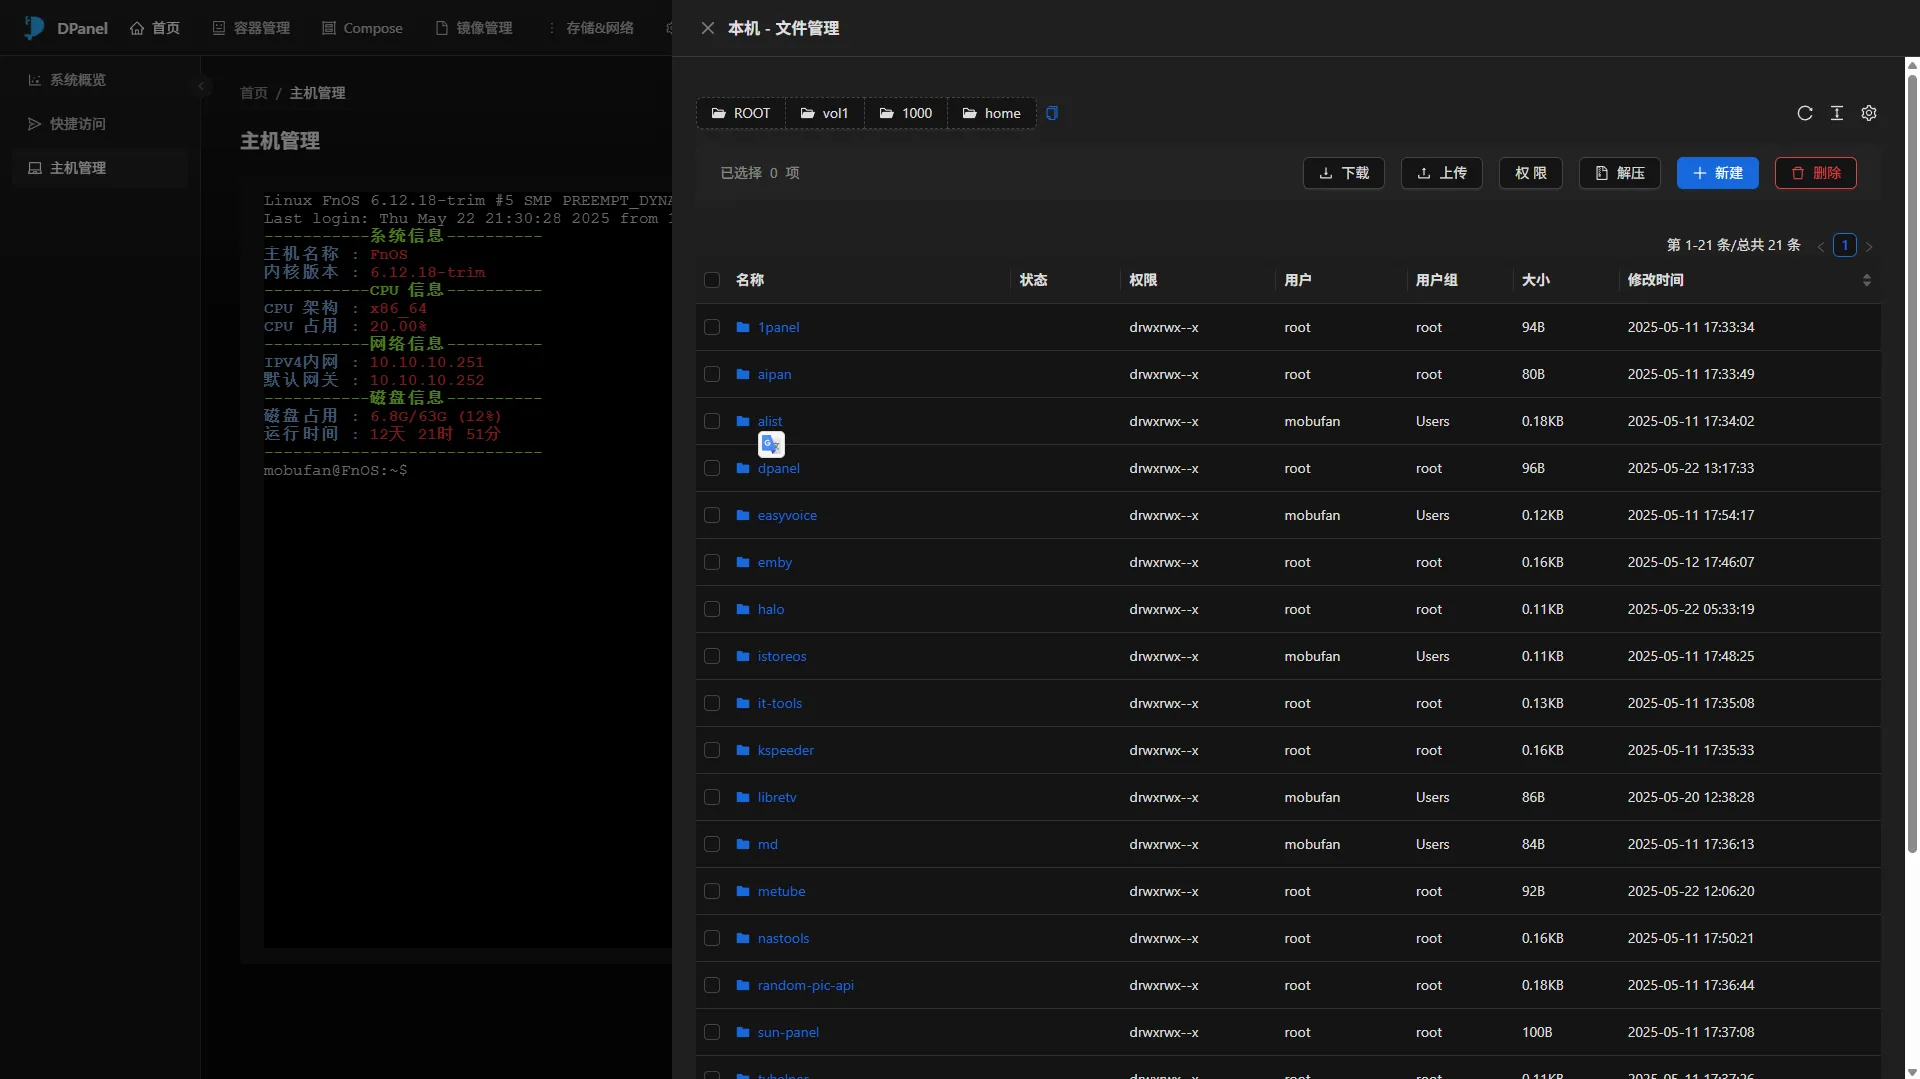 DPanel 首页 容器管理 Compose 镜像管理 存储&网络
系统概览
快捷访问
主机管理
首页 / 主机管理
主机管理
Linux FnOS 6.12.18-trim #5 SMP PREEMPT_DYNA
Last login: Thu May 22 21:30:28 2025 from 1
-----------系统信息----------
主机名称 : FnOS
内核版本 : 6.12.18-trim
-----------CPU 信息----------
CPU 架构 : x86_64
CPU 占用 : 20.00%
-----------网络信息----------
IPV4内网 : 10.10.10.251
默认网关 : 10.10.10.252
-----------磁盘信息----------
磁盘占用 : 6.8G/63G (12%)
运行时间 : 12天 21时 51分
-----------------------------
mobufan@FnOS:~$
本机 - 文件管理
ROOT vol1 1000 home
已选择 0 项 下载 上传 权限 解压 新建 删除
第 1-21 条/总共 21 条 < 1 >
名称 状态 权限 用户 用户组 大小 修改时间
1panel drwxrwx--x root root 94B 2025-05-11 17:33:34
aipan drwxrwx--x root root 80B 2025-05-11 17:33:49
alist drwxrwx--x mobufan Users 0.18KB 2025-05-11 17:34:02
dpanel drwxrwx--x root root 96B 2025-05-22 13:17:33
easyvoice drwxrwx--x mobufan Users 0.12KB 2025-05-11 17:54:17
emby drwxrwx--x root root 0.16KB 2025-05-12 17:46:07
halo drwxrwx--x root root 0.11KB 2025-05-22 05:33:19
istoreos drwxrwx--x mobufan Users 0.11KB 2025-05-11 17:48:25
it-tools drwxrwx--x root root 0.13KB 2025-05-11 17:35:08
kspeeder drwxrwx--x root root 0.16KB 2025-05-11 17:35:33
libretv drwxrwx--x mobufan Users 86B 2025-05-20 12:38:28
md drwxrwx--x mobufan Users 84B 2025-05-11 17:36:13
metube drwxrwx--x root root 92B 2025-05-22 12:06:20
nastools drwxrwx--x root root 0.16KB 2025-05-11 17:50:21
random-pic-api drwxrwx--x root root 0.18KB 2025-05-11 17:36:44
sun-panel drwxrwx--x root root 100B 2025-05-11 17:37:08